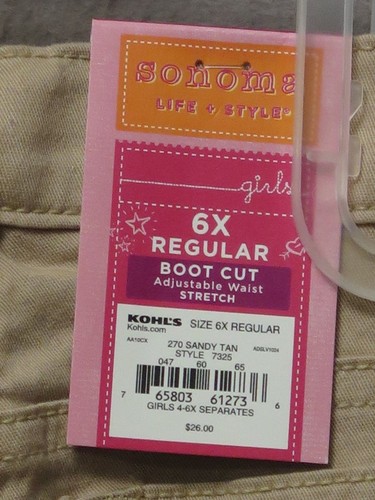 sonoma
LIFE + STYLE
girls
6X
REGULAR
BOOT CUT
Adjustable Waist
STRETCH
KOHL'S SIZE 6X REGULAR
Kohls.com
AA10CX
270 SANDY TAN
STYLE 7325
047 60 65
7 65803 61273 6
GIRLS 4-6X SEPARATES
$26.00